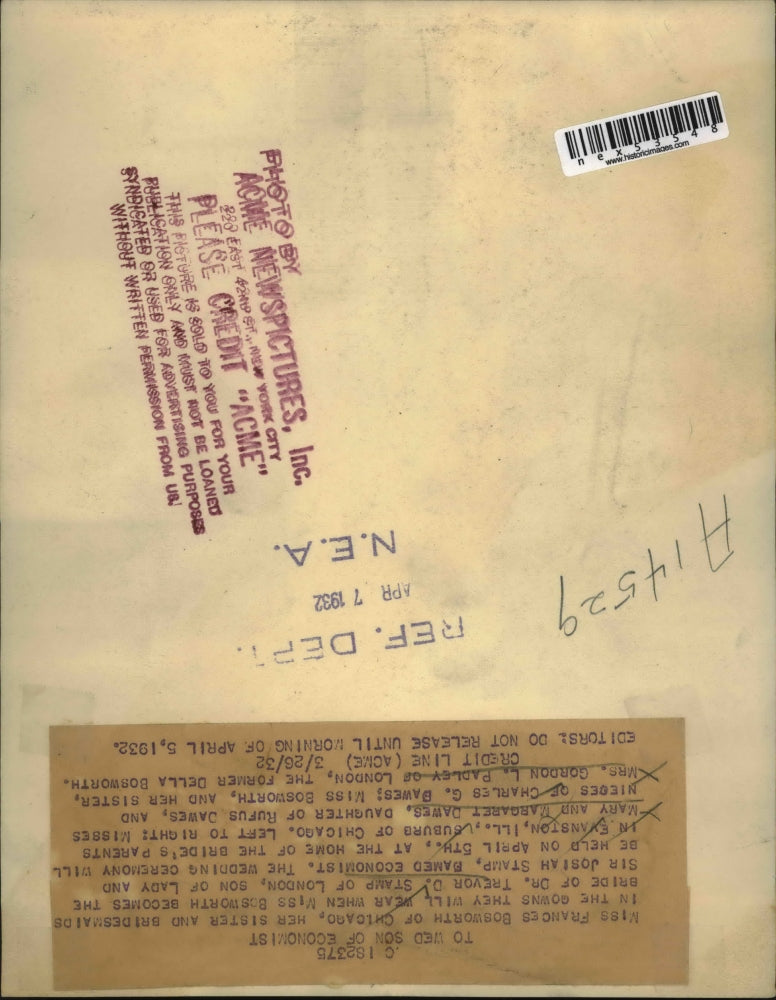 nex53548
www.historicimages.com
PHOTO BY
ACME NEWSPICTURES, Inc.
220 EAST 42ND ST., NEW YORK CITY
PLEASE CREDIT "ACME"
THIS PICTURE IS SOLD TO YOU FOR YOUR
PUBLICATION ONLY AND MUST NOT BE LOANED
SYNDICATED OR USED FOR ADVERTISING PURPOSES
WITHOUT WRITTEN PERMISSION FROM US.
A14529
REF. DEPT.
APR 7 1932
N.E.A.
C 182375
TO WED SON OF ECONOMIST
MISS FRANCES BOSWORTH OF CHICAGO, HER SISTER AND BRIDESMAIDS
IN THE GOWNS THEY WILL WEAR WHEN MISS BOSWORTH BECOMES THE
BRIDE OF DR. TREVOR D. STAMP OF LONDON, SON OF LADY AND
SIR JOSIAH STAMP, FAMED ECONOMIST. THE WEDDING CEREMONY WILL
BE HELD ON APRIL 5TH., AT THE HOME OF THE BRIDE'S PARENTS
IN EVANSTON, ILL., SUBURB OF CHICAGO. LEFT TO RIGHT: MISSES
MARY AND MARGARET DAWES, DAUGHTER OF RUFUS DAWES, AND
NIECES OF CHARLES G. DAWES; MISS BOSWORTH, AND HER SISTER,
MRS. GORDON L. PADLEY OF LONDON, THE FORMER DELLA BOSWORTH.
CREDIT LINE (ACME) 3/26/32
EDITORS: DO NOT RELEASE UNTIL MORNING OF APRIL 5,1932.